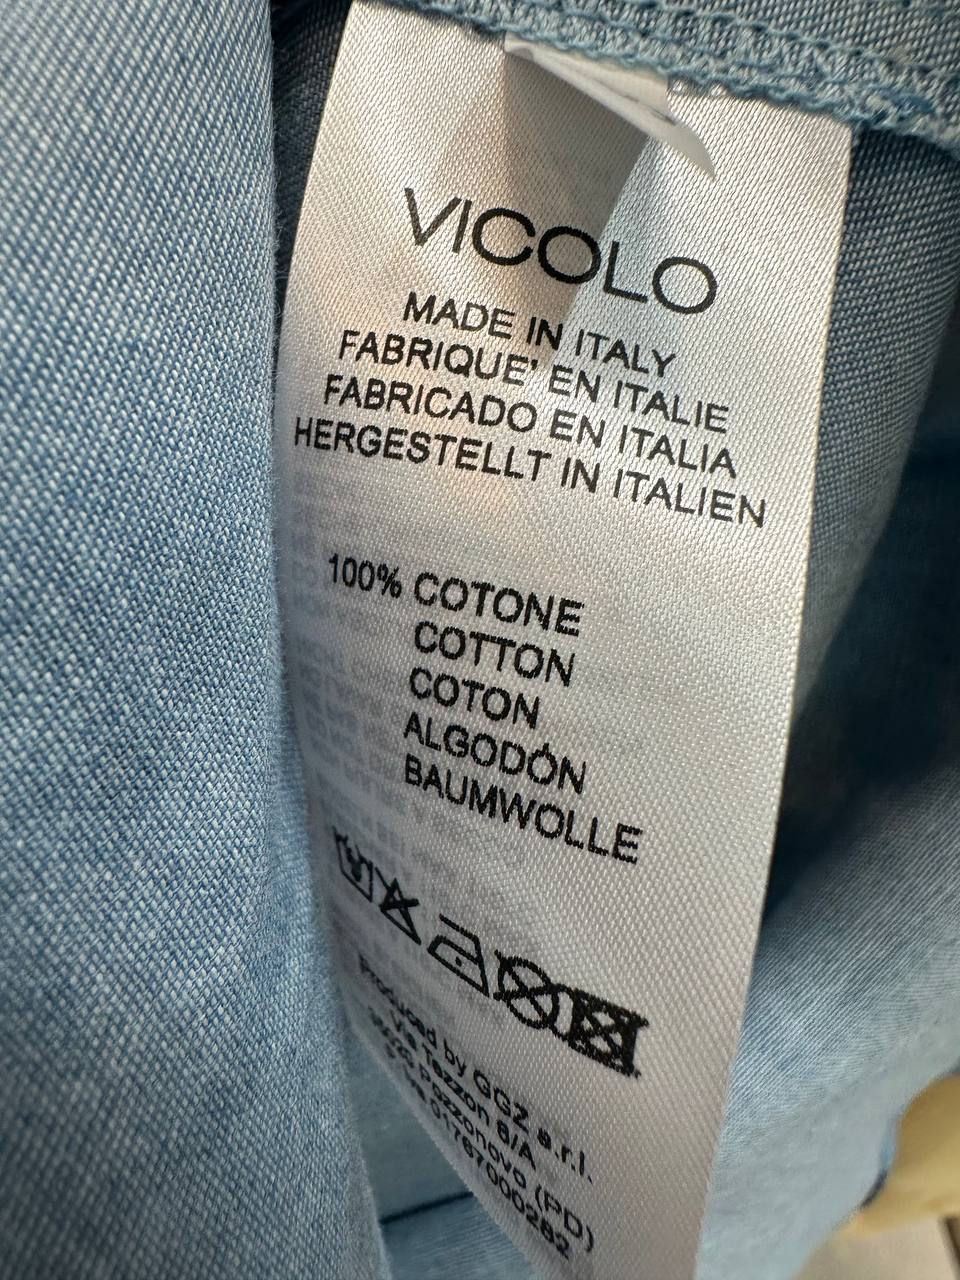 VICOLO
MADE IN ITALY
FABRIQUE' EN ITALIE
FABRICADO EN ITALIA
HERGESTELLT IN ITALIEN
100% COTONE
COTTON
COTON
ALGODÓN
BAUMWOLLE
Produced by GG2 s.r.l.
Via Tezzon 8/A
Pozzonovo (PD)